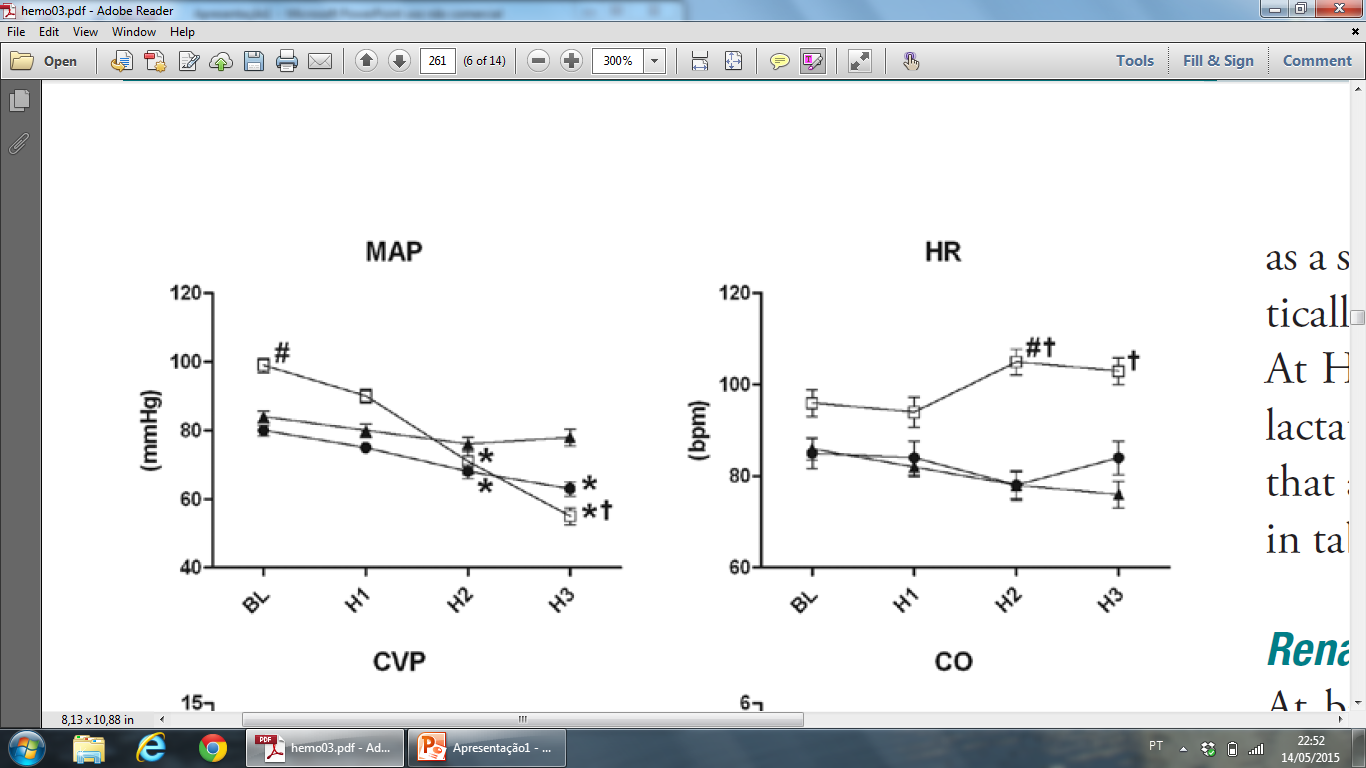 hemo03.pdf - Adobe Reader
File Edit View Window Help
Open 261 (6 of 14) 300% Tools Fill & Sign Comment
MAP
120
100
80
60
40
(mmHg)
#
*
*
*
*†
BL H1 H2 H3
HR
120
100
80
60
(bpm)
#†
†
BL H1 H2 H3
CVP
15
CO
6
as a s
tically
At H
lacta
that
in ta
Rena
At b
8,13 x 10,88 in
hemo03.pdf - Ad...
Apresentação1 - ...
PT
22:52
14/05/2015